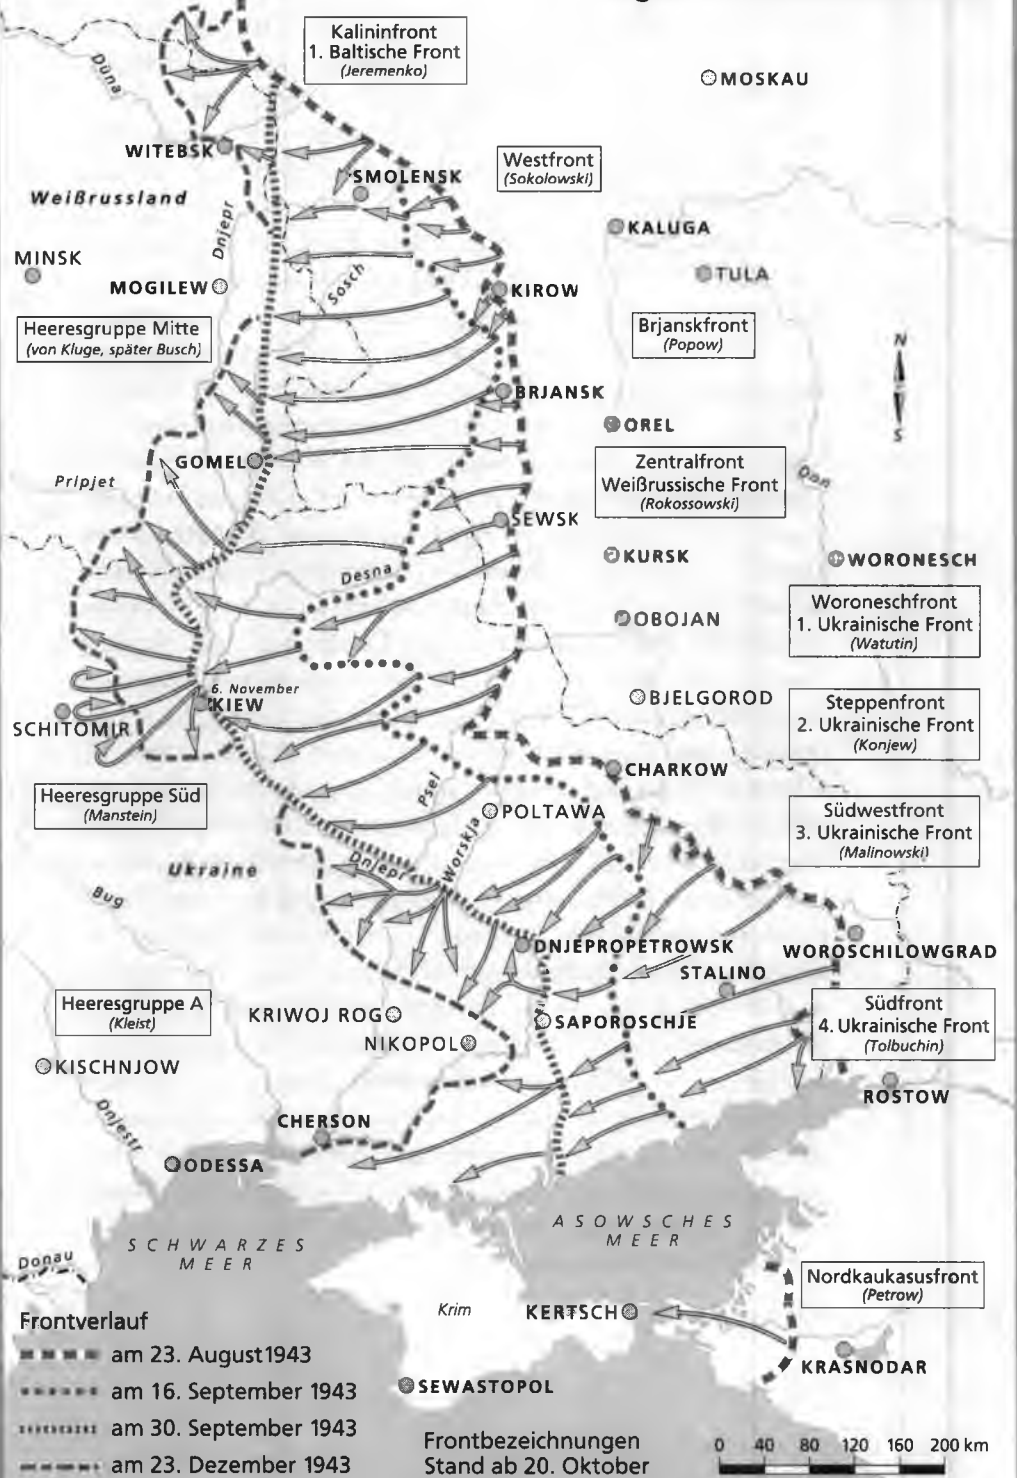 Kalininfront
1. Baltische Front
(Jeremenko)
MOSKAU
Düna
WITEBSK
Westfront
(Sokolowski)
SMOLENSK
Weißrussland
Dnjepr
KALUGA
MINSK
TULA
MOGILEW
Sosch
KIROW
Heeresgruppe Mitte
(von Kluge, später Busch)
Brjanskfront
(Popow)
N
S
BRJANSK
OREL
GOMEL
Zentralfront
Weißrussische Front
(Rokossowski)
Pripjet
Don
SEWSK
KURSK
WORONESCH
Desna
Woroneschfront
1. Ukrainische Front
(Watutin)
OBOJAN
6. November
KIEW
BJELGOROD
SCHITOMIR
Steppenfront
2. Ukrainische Front
(Konjew)
CHARKOW
Heeresgruppe Süd
(Manstein)
Psel
POLTAWA
Südwestfront
3. Ukrainische Front
(Malinowski)
Worskja
Ukraine
Dnjepr
Bug
DNJEPROPETROWSK
WOROSCHILOWGRAD
STALINO
Heeresgruppe A
(Kleist)
KRIWOJ ROG
SAPOROSCHJE
Südfront
4. Ukrainische Front
(Tolbuchin)
NIKOPOL
KISCHNJOW
ROSTOW
Dnjestr
CHERSON
ODESSA
ASOWSCHES
MEER
SCHWARZES
MEER
Donau
Nordkaukasusfront
(Petrow)
Krim
KERTSCH
KRASNODAR
SEWASTOPOL
Frontverlauf
am 23. August1943
am 16. September 1943
am 30. September 1943
am 23. Dezember 1943
Frontbezeichnungen
Stand ab 20. Oktober
0 40 80 120 160 200 km